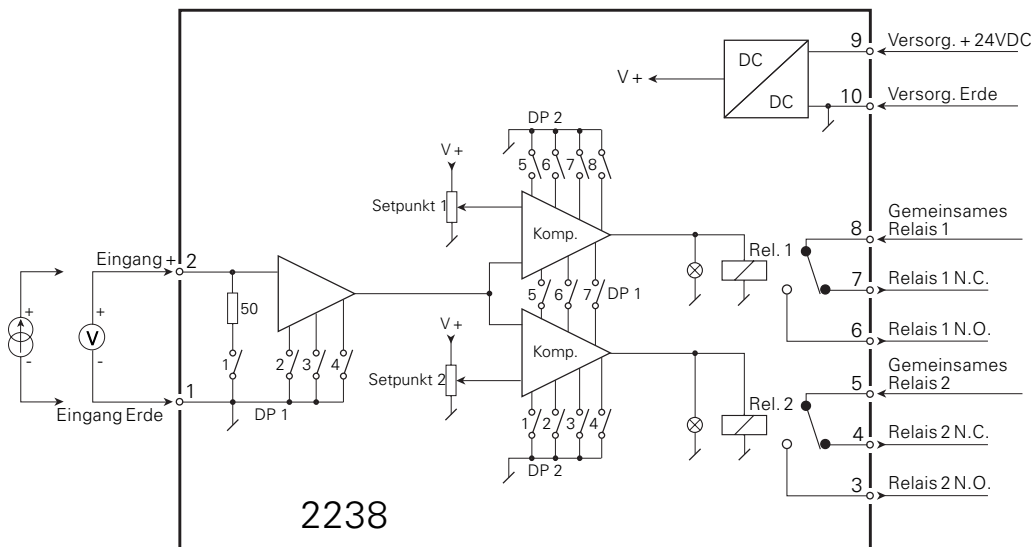 9 Versorg. + 24VDC
DC
V +
DC
10 Versorg. Erde
DP 2
V +
5 6 7 8
Setpunkt 1
Komp.
Gemeinsames
8 Relais 1
Rel. 1
Eingang + 2
7 Relais 1 N.C.
5 6 7 DP 1
50
+ +
V
6 Relais 1 N.O.
V +
- -
1 2 3 4
Komp.
Gemeinsames
5 Relais 2
Setpunkt 2
1
Eingang Erde
DP 1
Rel. 2
1 2 3 4
4 Relais 2 N.C.
DP 2
3 Relais 2 N.O.
2238